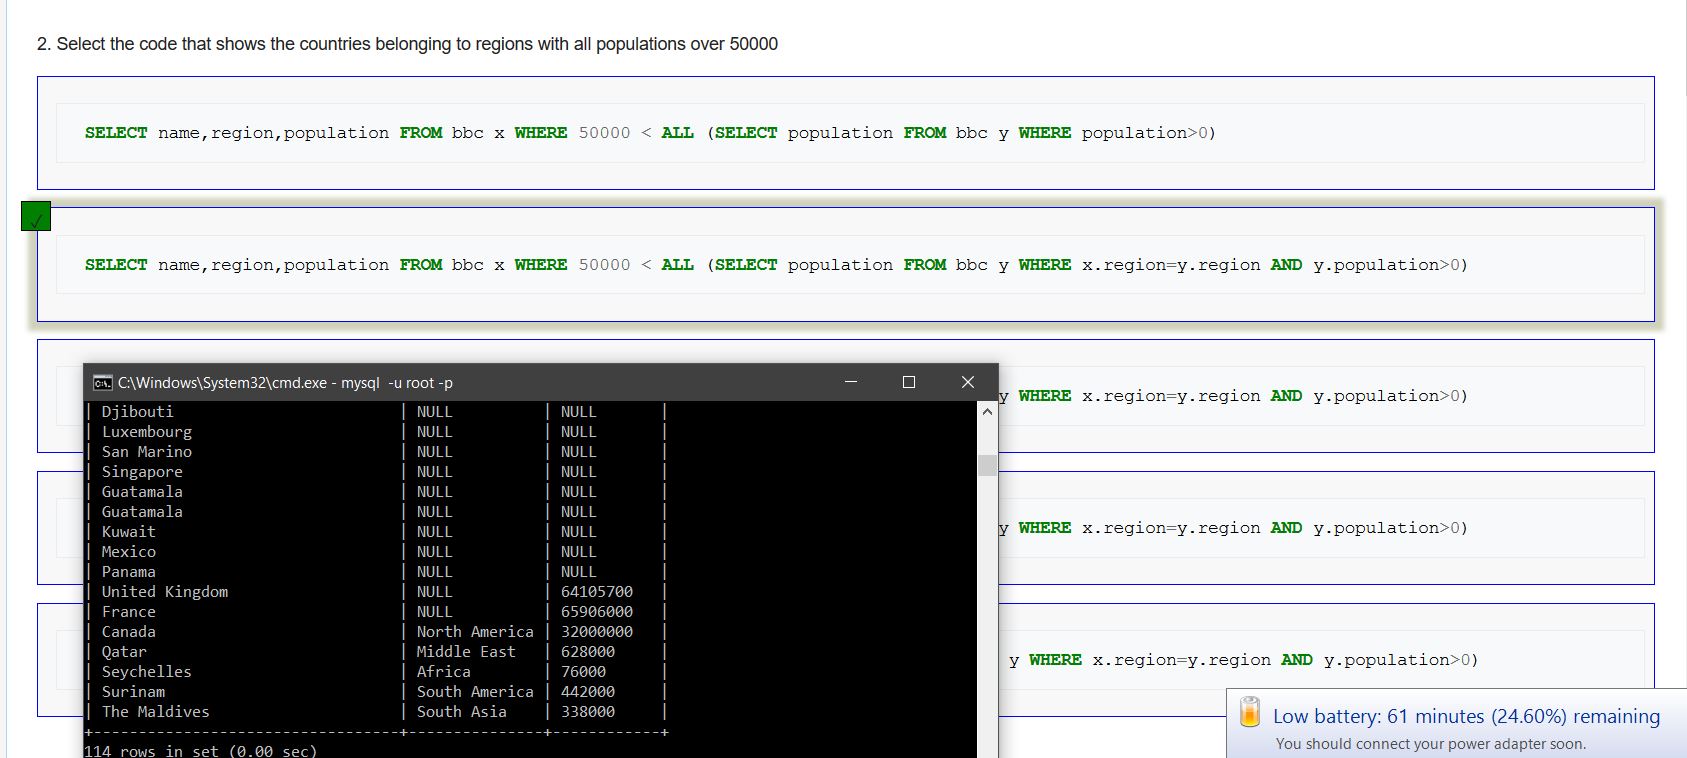 2. Select the code that shows the countries belonging to regions with all populations over 50000
SELECT name,region,population FROM bbc x WHERE 50000 < ALL (SELECT population FROM bbc y WHERE population>0)
SELECT name,region,population FROM bbc x WHERE 50000 < ALL (SELECT population FROM bbc y WHERE x.region=y.region AND y.population>0)
y WHERE x.region=y.region AND y.population>0)
y WHERE x.region=y.region AND y.population>0)
y WHERE x.region=y.region AND y.population>0)
C:\Windows\System32\cmd.exe - mysql -u root -p
| Djibouti | NULL | NULL |
| Luxembourg | NULL | NULL |
| San Marino | NULL | NULL |
| Singapore | NULL | NULL |
| Guatamala | NULL | NULL |
| Guatamala | NULL | NULL |
| Kuwait | NULL | NULL |
| Mexico | NULL | NULL |
| Panama | NULL | NULL |
| United Kingdom | NULL | 64105700 |
| France | NULL | 65906000 |
| Canada | North America | 32000000 |
| Qatar | Middle East | 628000 |
| Seychelles | Africa | 76000 |
| Surinam | South America | 442000 |
| The Maldives | South Asia | 338000 |
+----------------------------------+---------------+------------+
114 rows in set (0.00 sec)
Low battery: 61 minutes (24.60%) remaining
You should connect your power adapter soon.